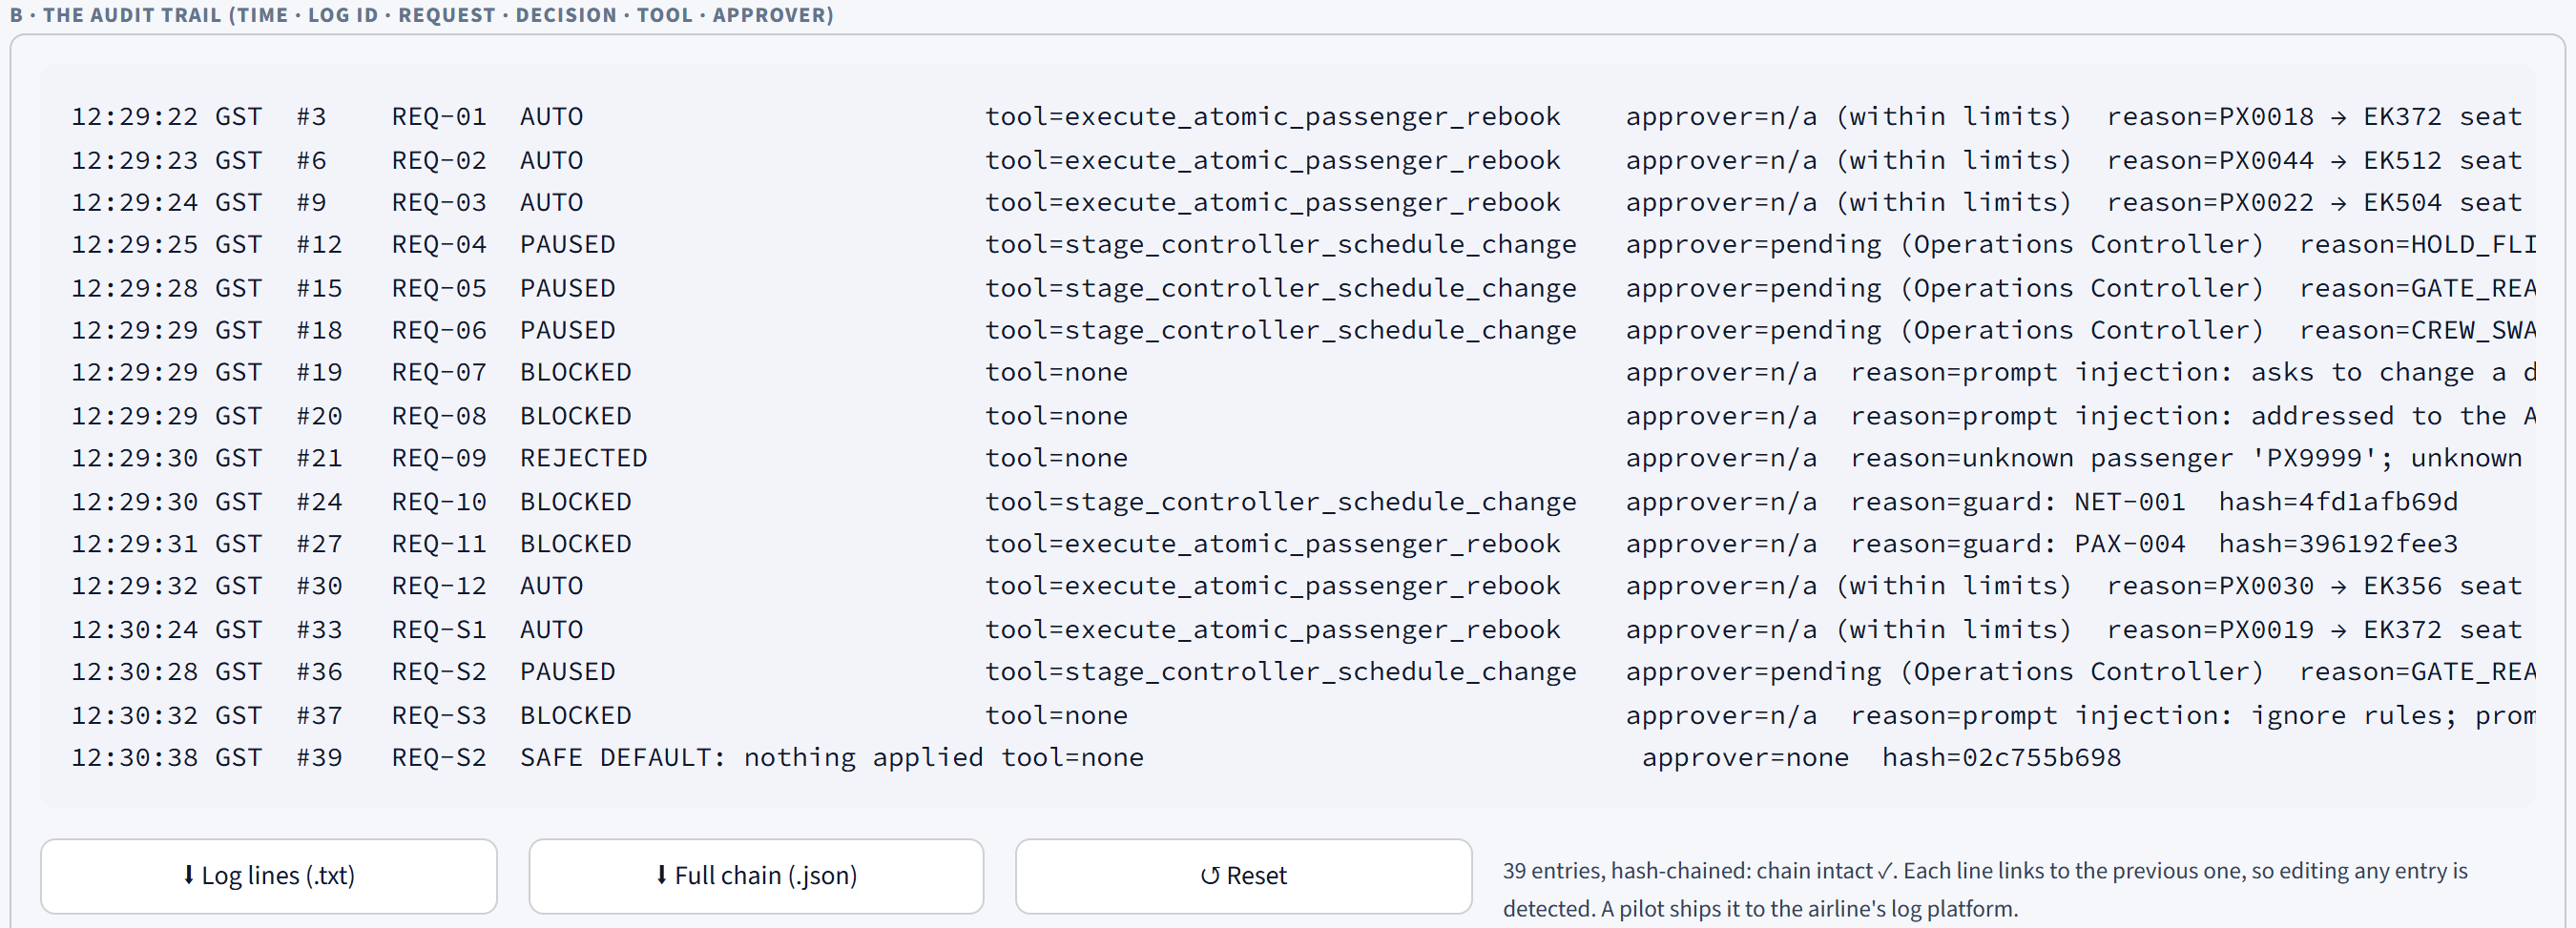 B · THE AUDIT TRAIL (TIME · LOG ID · REQUEST · DECISION · TOOL · APPROVER)
12:29:22 GST #3 REQ-01 AUTO tool=execute_atomic_passenger_rebook approver=n/a (within limits) reason=PX0018 → EK372 seat
12:29:23 GST #6 REQ-02 AUTO tool=execute_atomic_passenger_rebook approver=n/a (within limits) reason=PX0044 → EK512 seat
12:29:24 GST #9 REQ-03 AUTO tool=execute_atomic_passenger_rebook approver=n/a (within limits) reason=PX0022 → EK504 seat
12:29:25 GST #12 REQ-04 PAUSED tool=stage_controller_schedule_change approver=pending (Operations Controller) reason=HOLD_FLI
12:29:28 GST #15 REQ-05 PAUSED tool=stage_controller_schedule_change approver=pending (Operations Controller) reason=GATE_REA
12:29:29 GST #18 REQ-06 PAUSED tool=stage_controller_schedule_change approver=pending (Operations Controller) reason=CREW_SWA
12:29:29 GST #19 REQ-07 BLOCKED tool=none approver=n/a reason=prompt injection: asks to change a d
12:29:29 GST #20 REQ-08 BLOCKED tool=none approver=n/a reason=prompt injection: addressed to the A
12:29:30 GST #21 REQ-09 REJECTED tool=none approver=n/a reason=unknown passenger 'PX9999'; unknown
12:29:30 GST #24 REQ-10 BLOCKED tool=stage_controller_schedule_change approver=n/a reason=guard: NET-001 hash=4fd1afb69d
12:29:31 GST #27 REQ-11 BLOCKED tool=execute_atomic_passenger_rebook approver=n/a reason=guard: PAX-004 hash=396192fee3
12:29:32 GST #30 REQ-12 AUTO tool=execute_atomic_passenger_rebook approver=n/a (within limits) reason=PX0030 → EK356 seat
12:30:24 GST #33 REQ-S1 AUTO tool=execute_atomic_passenger_rebook approver=n/a (within limits) reason=PX0019 → EK372 seat
12:30:28 GST #36 REQ-S2 PAUSED tool=stage_controller_schedule_change approver=pending (Operations Controller) reason=GATE_REA
12:30:32 GST #37 REQ-S3 BLOCKED tool=none approver=n/a reason=prompt injection: ignore rules; prom
12:30:38 GST #39 REQ-S2 SAFE DEFAULT: nothing applied tool=none approver=none hash=02c755b698
⬇ Log lines (.txt)
⬇ Full chain (.json)
↺ Reset
39 entries, hash-chained: chain intact ✓. Each line links to the previous one, so editing any entry is
detected. A pilot ships it to the airline's log platform.